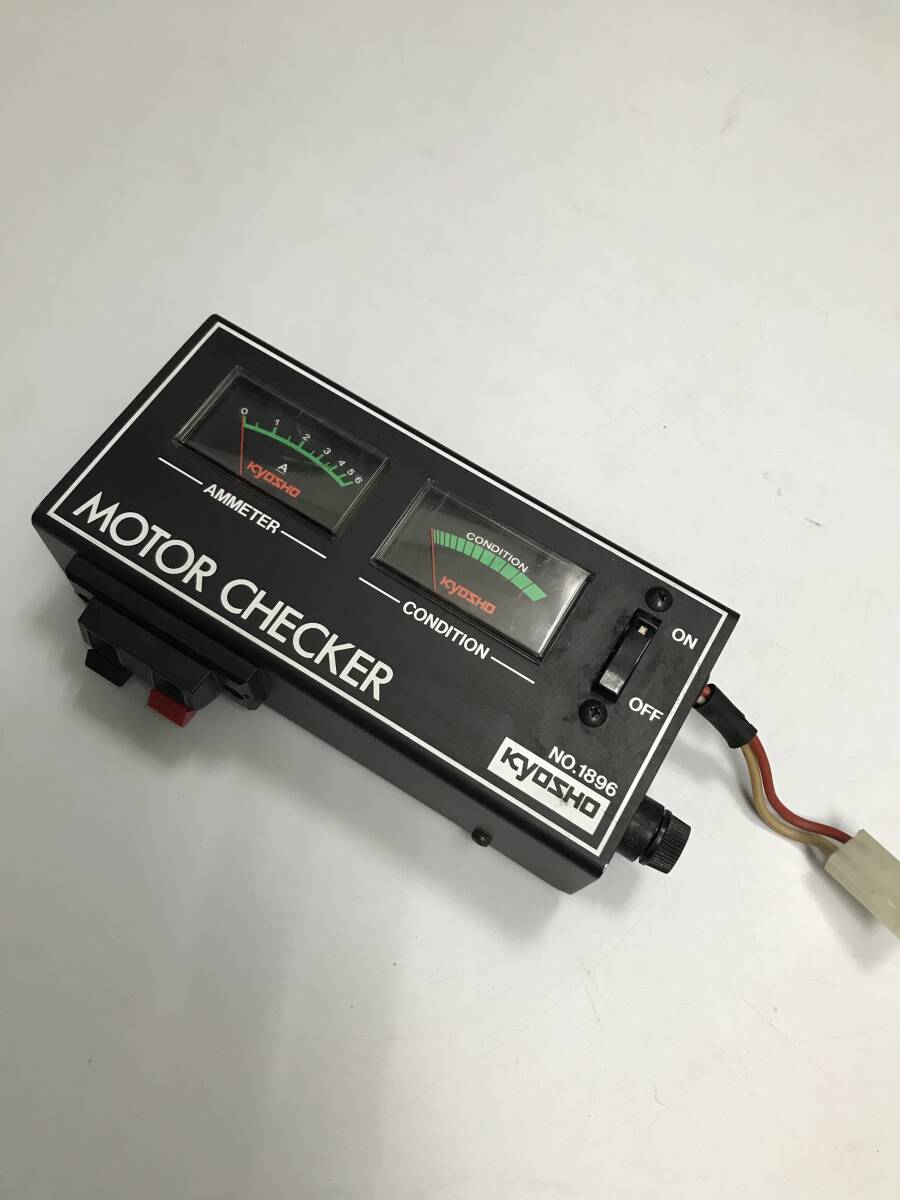 0 1 2 3 4 5 6
A
KYOSHO
AMMETER
CONDITION
KYOSHO
CONDITION
MOTOR CHECKER
ON
OFF
NO.1896
KYOSHO